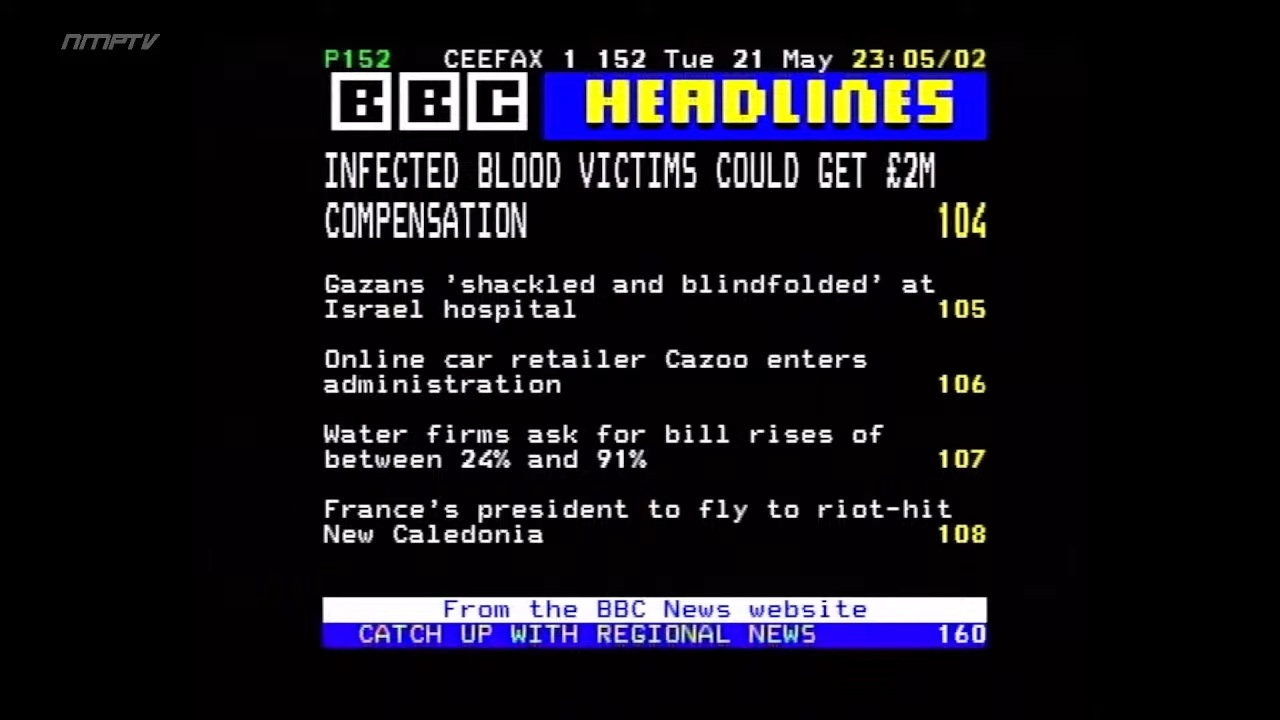 NMPTV
P152 CEEFAX 1 152 Tue 21 May 23:05/02
BBC HEADLINES
INFECTED BLOOD VICTIMS COULD GET £2M
COMPENSATION 104
Gazans 'shackled and blindfolded' at
Israel hospital 105
Online car retailer Cazoo enters
administration 106
Water firms ask for bill rises of
between 24% and 91% 107
France's president to fly to riot-hit
New Caledonia 108
From the BBC News website
CATCH UP WITH REGIONAL NEWS 160